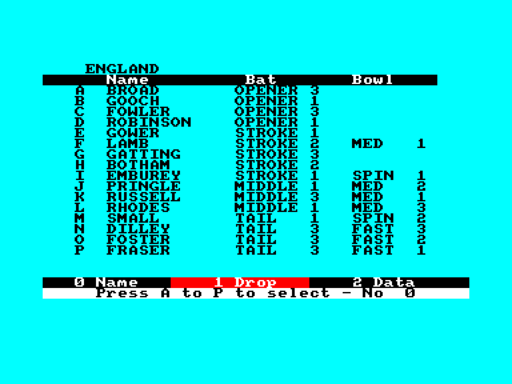 ENGLAND
Name Bat Bowl
A BROAD OPENER 3
B GOOCH OPENER 1
C FOWLER OPENER 3
D ROBINSON OPENER 1
E GOWER STROKE 1
F LAMB STROKE 2 MED 1
G GATTING STROKE 3
H BOTHAM STROKE 2
I EMBUREY STROKE 1 SPIN 1
J PRINGLE MIDDLE 1 MED 2
K RUSSELL MIDDLE 3 MED 1
L RHODES MIDDLE 1 MED 3
M SMALL TAIL 1 SPIN 2
N DILLEY TAIL 3 FAST 3
O FOSTER TAIL 3 FAST 2
P FRASER TAIL 3 FAST 1
0 Name 1 Drop 2 Data
Press A to P to select - No 0